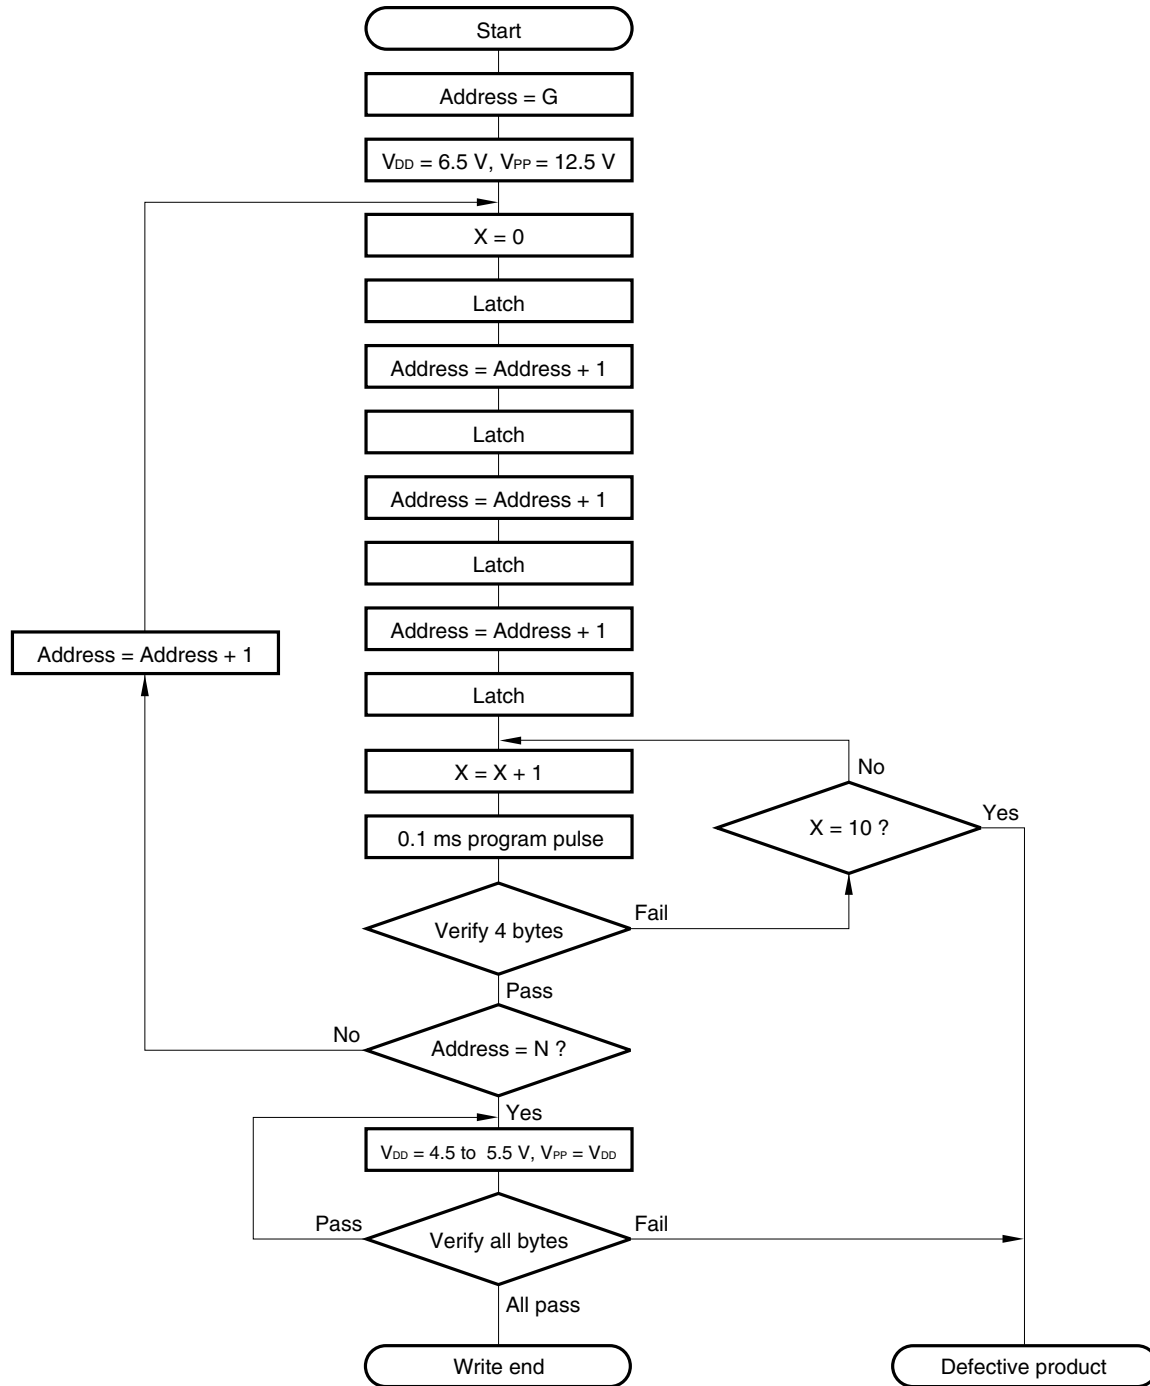 Start
Address = G
VDD = 6.5 V, VPP = 12.5 V
X = 0
Latch
Address = Address + 1
Latch
Address = Address + 1
Latch
Address = Address + 1
Address = Address + 1
Latch
X = X + 1
No
X = 10 ?
Yes
0.1 ms program pulse
Verify 4 bytes
Fail
Pass
No
Address = N ?
Yes
VDD = 4.5 to 5.5 V, VPP = VDD
Pass
Verify all bytes
Fail
All pass
Write end
Defective product